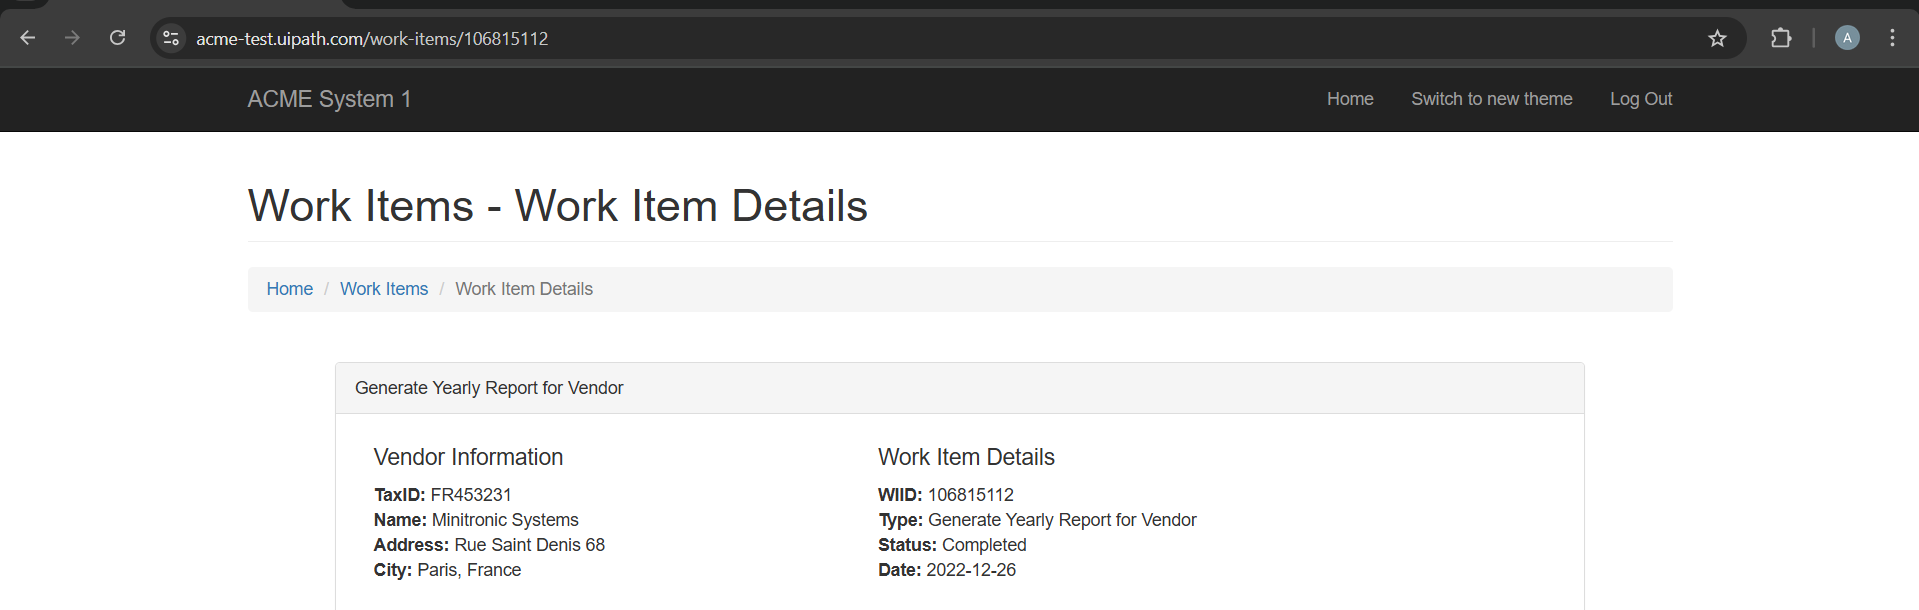 acme-test.uipath.com/work-items/106815112
A
ACME System 1
Home Switch to new theme Log Out
Work Items - Work Item Details
Home / Work Items / Work Item Details
Generate Yearly Report for Vendor
Vendor Information
TaxID: FR453231
Name: Minitronic Systems
Address: Rue Saint Denis 68
City: Paris, France
Work Item Details
WIID: 106815112
Type: Generate Yearly Report for Vendor
Status: Completed
Date: 2022-12-26